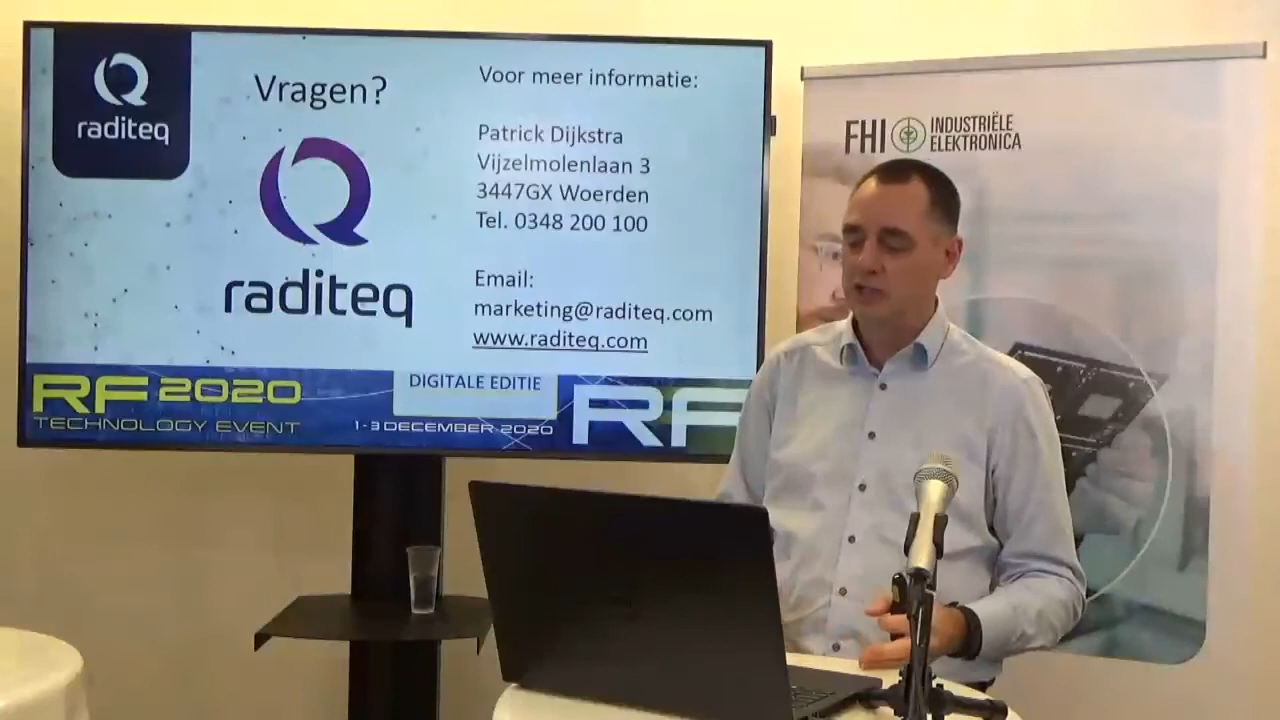 raditeq
Vragen?
raditeq
Voor meer informatie:
Patrick Dijkstra
Vijzelmolenlaan 3
3447GX Woerden
Tel. 0348 200 100
Email:
marketing@raditeq.com
www.raditeq.com
RF 2020
TECHNOLOGY EVENT
DIGITALE EDITIE
1-3 DECEMBER 2020
RF
FHI INDUSTRIËLE
ELEKTRONICA